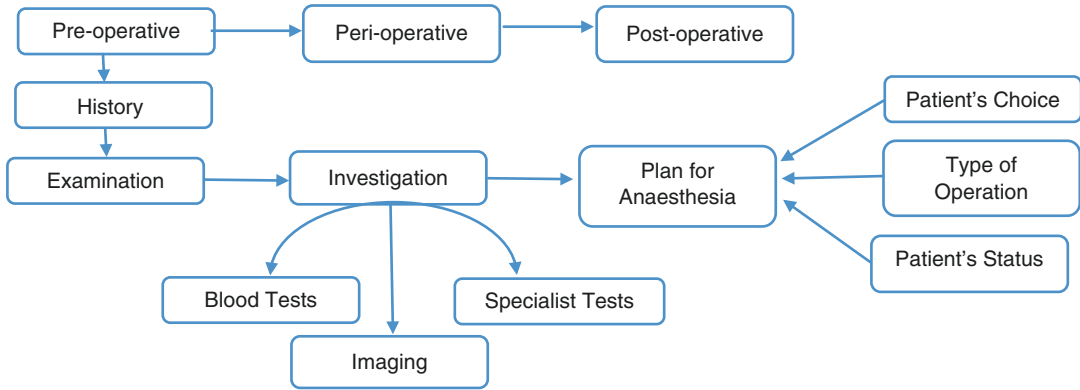 Pre-operative
Peri-operative
Post-operative
History
Patient's Choice
Examination
Investigation
Plan for
Anaesthesia
Type of
Operation
Patient's Status
Blood Tests
Specialist Tests
Imaging